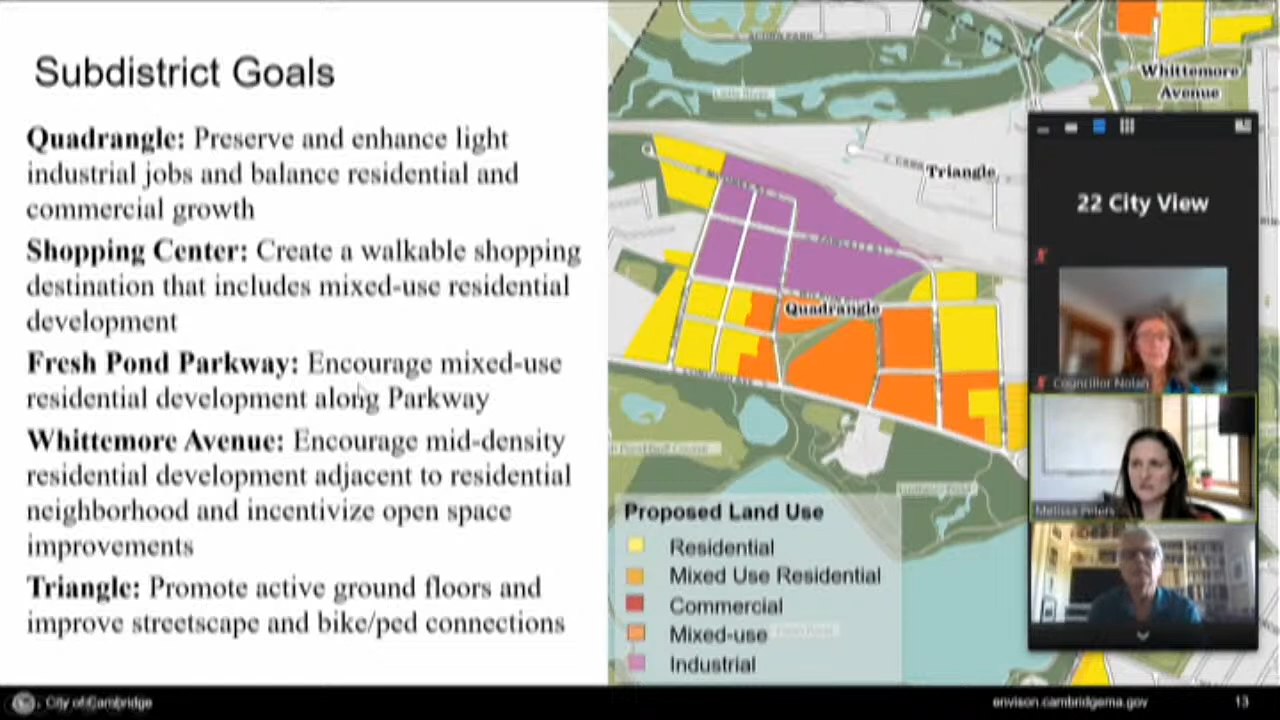 Subdistrict Goals
Quadrangle: Preserve and enhance light
industrial jobs and balance residential and
commercial growth
Shopping Center: Create a walkable shopping
destination that includes mixed-use residential
development
Fresh Pond Parkway: Encourage mixed-use
residential development along Parkway
Whittemore Avenue: Encourage mid-density
residential development adjacent to residential
neighborhood and incentivize open space
improvements
Triangle: Promote active ground floors and
improve streetscape and bike/ped connections
Whittemore
Avenue
Triangle
Quadrangle
Proposed Land Use
Residential
Mixed Use Residential
Commercial
Mixed-use
Industrial
22 City View
Councillor Nolan
Melissa Peters
City of Cambridge
envison.cambridgema.gov
13